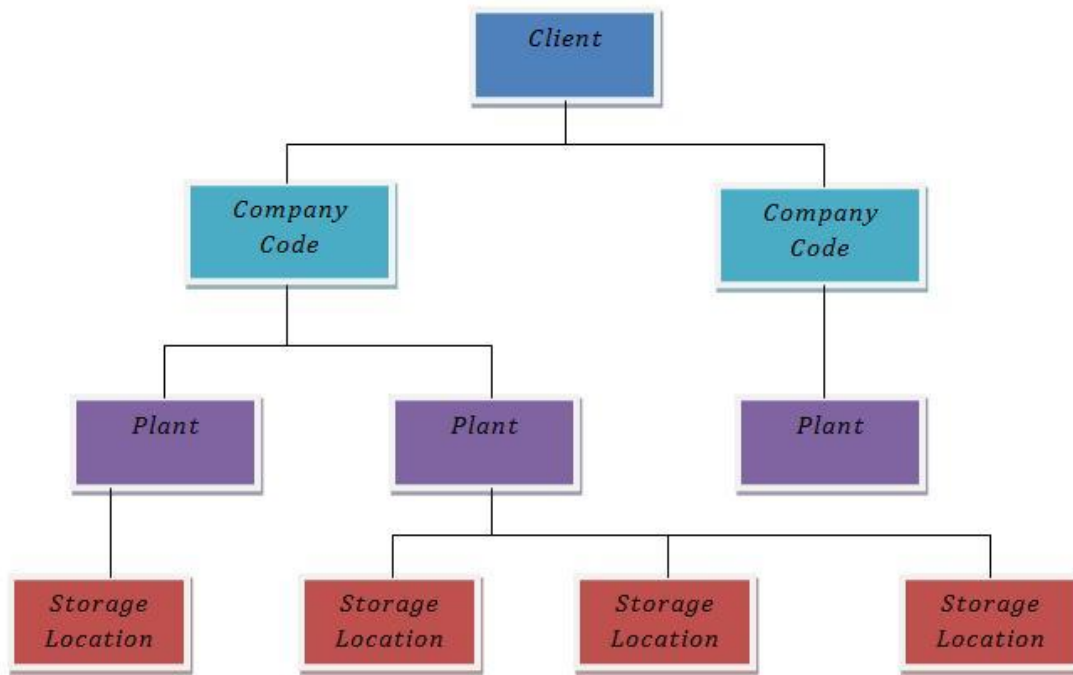 Client
Company
Code
Company
Code
Plant
Plant
Plant
Storage
Location
Storage
Location
Storage
Location
Storage
Location